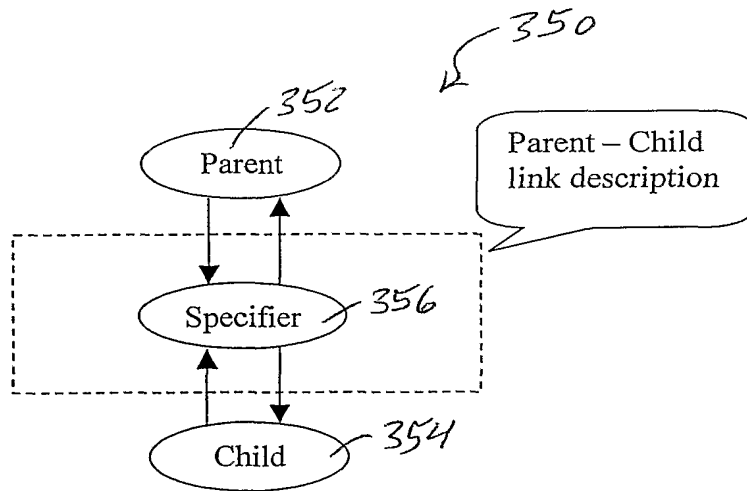 350
352
Parent
Parent – Child
link description
Specifier
356
Child
354